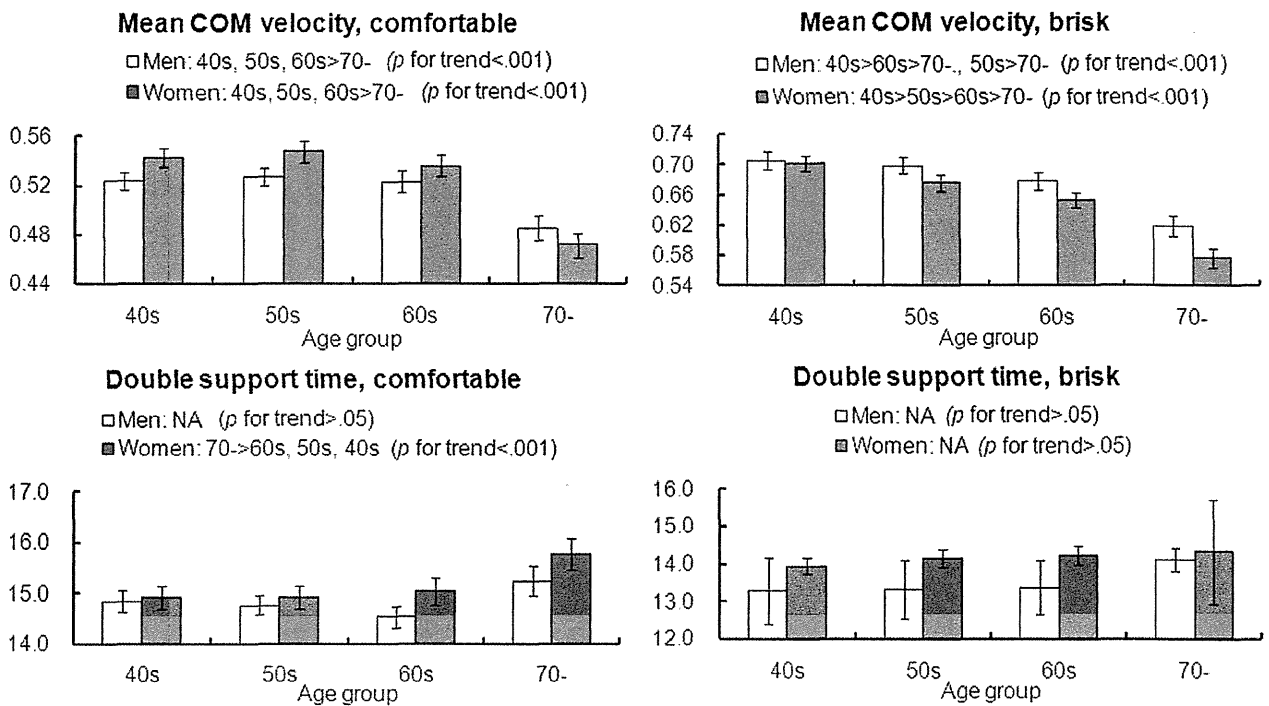 Mean COM velocity, comfortable
Men: 40s, 50s, 60s>70- (p for trend<.001)
Women: 40s, 50s, 60s>70- (p for trend<.001)
0.56
0.52
0.48
0.44
40s 50s 60s 70-
Age group
Mean COM velocity, brisk
Men: 40s>60s>70-., 50s>70- (p for trend<.001)
Women: 40s>50s>60s>70- (p for trend<.001)
0.74
0.70
0.66
0.62
0.58
0.54
40s 50s 60s 70-
Age group
Double support time, comfortable
Men: NA (p for trend>.05)
Women: 70->60s, 50s, 40s (p for trend<.001)
17.0
16.0
15.0
14.0
40s 50s 60s 70-
Age group
Double support time, brisk
Men: NA (p for trend>.05)
Women: NA (p for trend>.05)
16.0
15.0
14.0
13.0
12.0
40s 50s 60s 70-
Age group